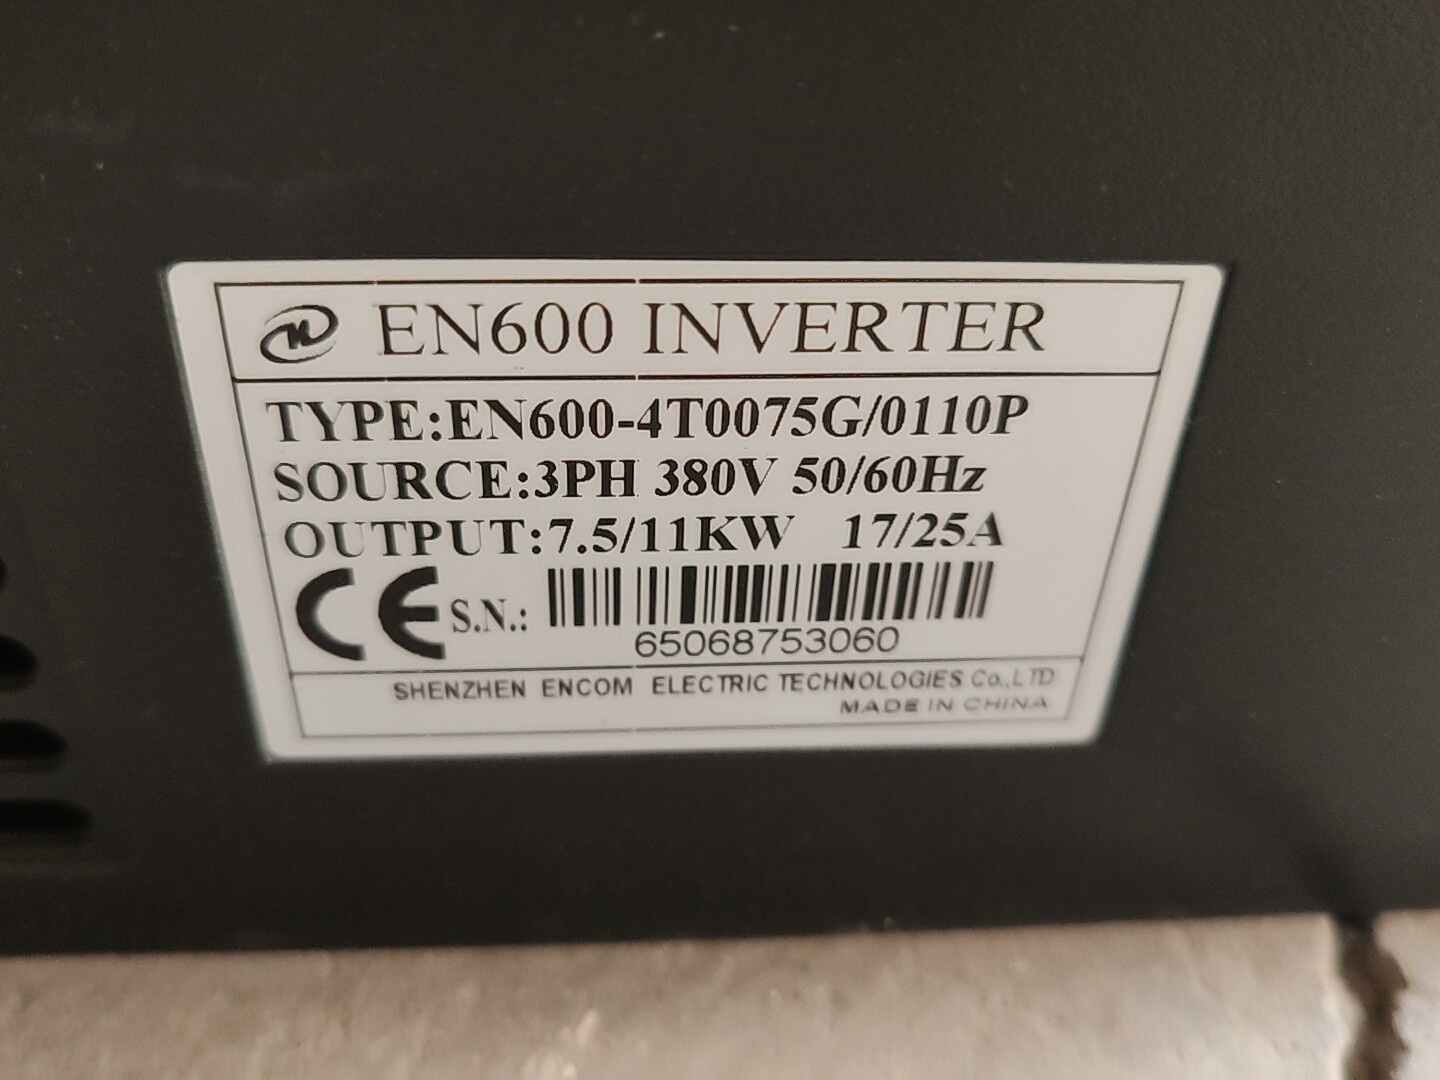 EN600 INVERTER
TYPE:EN600-4T0075G/0110P
SOURCE:3PH 380V 50/60Hz
OUTPUT:7.5/11KW 17/25A
CE S.N.:
65068753060
SHENZHEN ENCOM ELECTRIC TECHNOLOGIES Co.,LTD
MADE IN CHINA